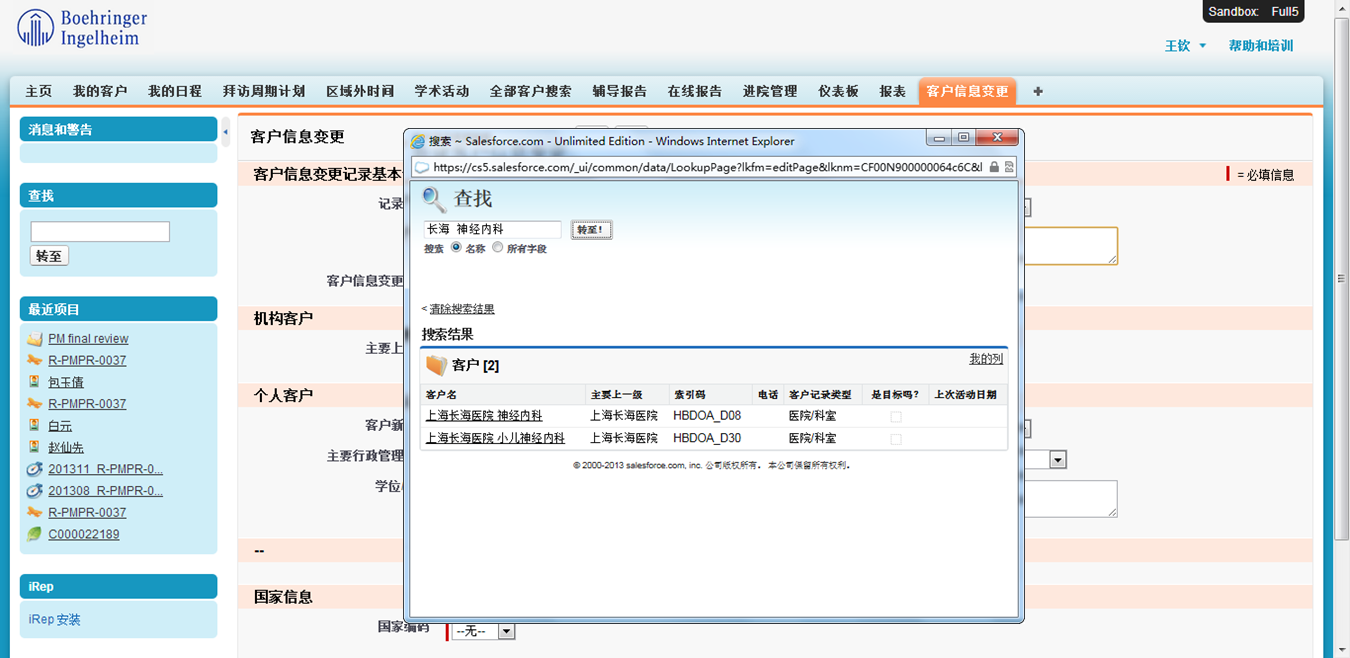 Boehringer
Ingelheim
Sandbox: Full5
王钦 帮助和培训
主页 我的客户 我的日程 拜访周期计划 区域外时间 学术活动 全部客户搜索 辅导报告 在线报告 进院管理 仪表板 报表 客户信息变更 +
消息和警告
查找
转至
最近项目
PM final review
R-PMPR-0037
包玉倩
R-PMPR-0037
白元
赵仙先
201311_R-PMPR-0...
201308_R-PMPR-0...
R-PMPR-0037
C000022189
iRep
iRep 安装
客户信息变更
客户信息变更记录基本
= 必填信息
记录
客户信息变更
机构客户
主要上
个人客户
客户新
主要行政管理
学位
--
国家信息
国家编码 --无--
搜索 ~ Salesforce.com - Unlimited Edition - Windows Internet Explorer
https://cs5.salesforce.com/_ui/common/data/LookupPage?lkfm=editPage&lknm=CF00N900000064c6C&l
查找
长海 神经内科 转至!
搜索 名称 所有字段
< 清除搜索结果
搜索结果
客户 [2] 我的列
客户名 主要上一级 索引码 电话 客户记录类型 是目标吗? 上次活动日期
上海长海医院 神经内科 上海长海医院 HBDOA_D08 医院/科室
上海长海医院 小儿神经内科 上海长海医院 HBDOA_D30 医院/科室
© 2000-2013 salesforce.com, inc. 公司版权所有。 本公司保留所有权利。